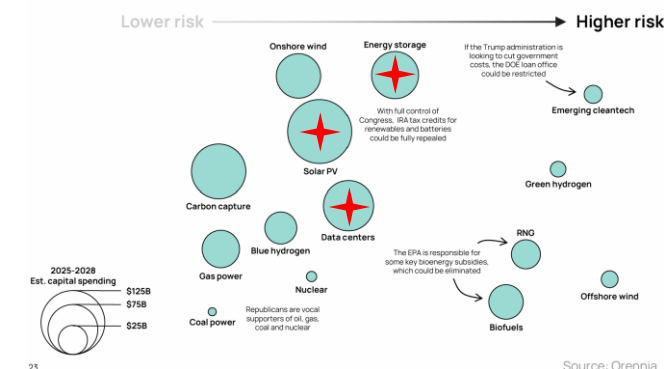 Lower risk
Higher risk
Onshore wind
Energy storage
If the Trump administration is
looking to cut government
costs, the DOE loan office
could be restricted
Emerging cleantech
With full control of
Congress, IRA tax credits for
renewables and batteries
could be fully repealed
Solar PV
Green hydrogen
Carbon capture
Data centers
Blue hydrogen
RNG
The EPA is responsible for
some key bioenergy subsidies,
which could be eliminated
Gas power
Nuclear
Offshore wind
2025-2028
Est. capital spending
$125B
$75B
$25B
Coal power
Republicans are vocal
supporters of oil, gas,
coal and nuclear
Biofuels
23
Source: Orennia